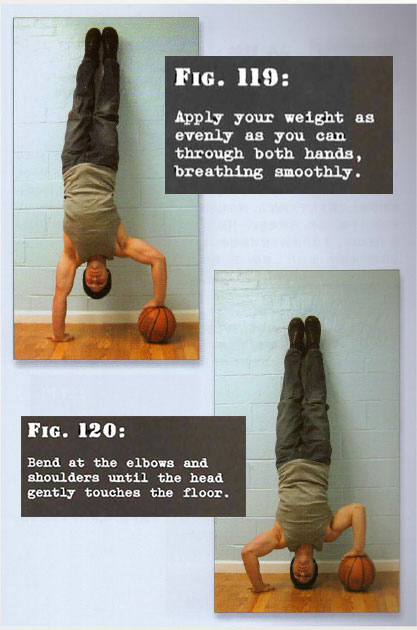 Fig. 119:
Apply your weight as
evenly as you can
through both hands,
breathing smoothly.
Fig. 120:
Bend at the elbows and
shoulders until the head
gently touches the floor.